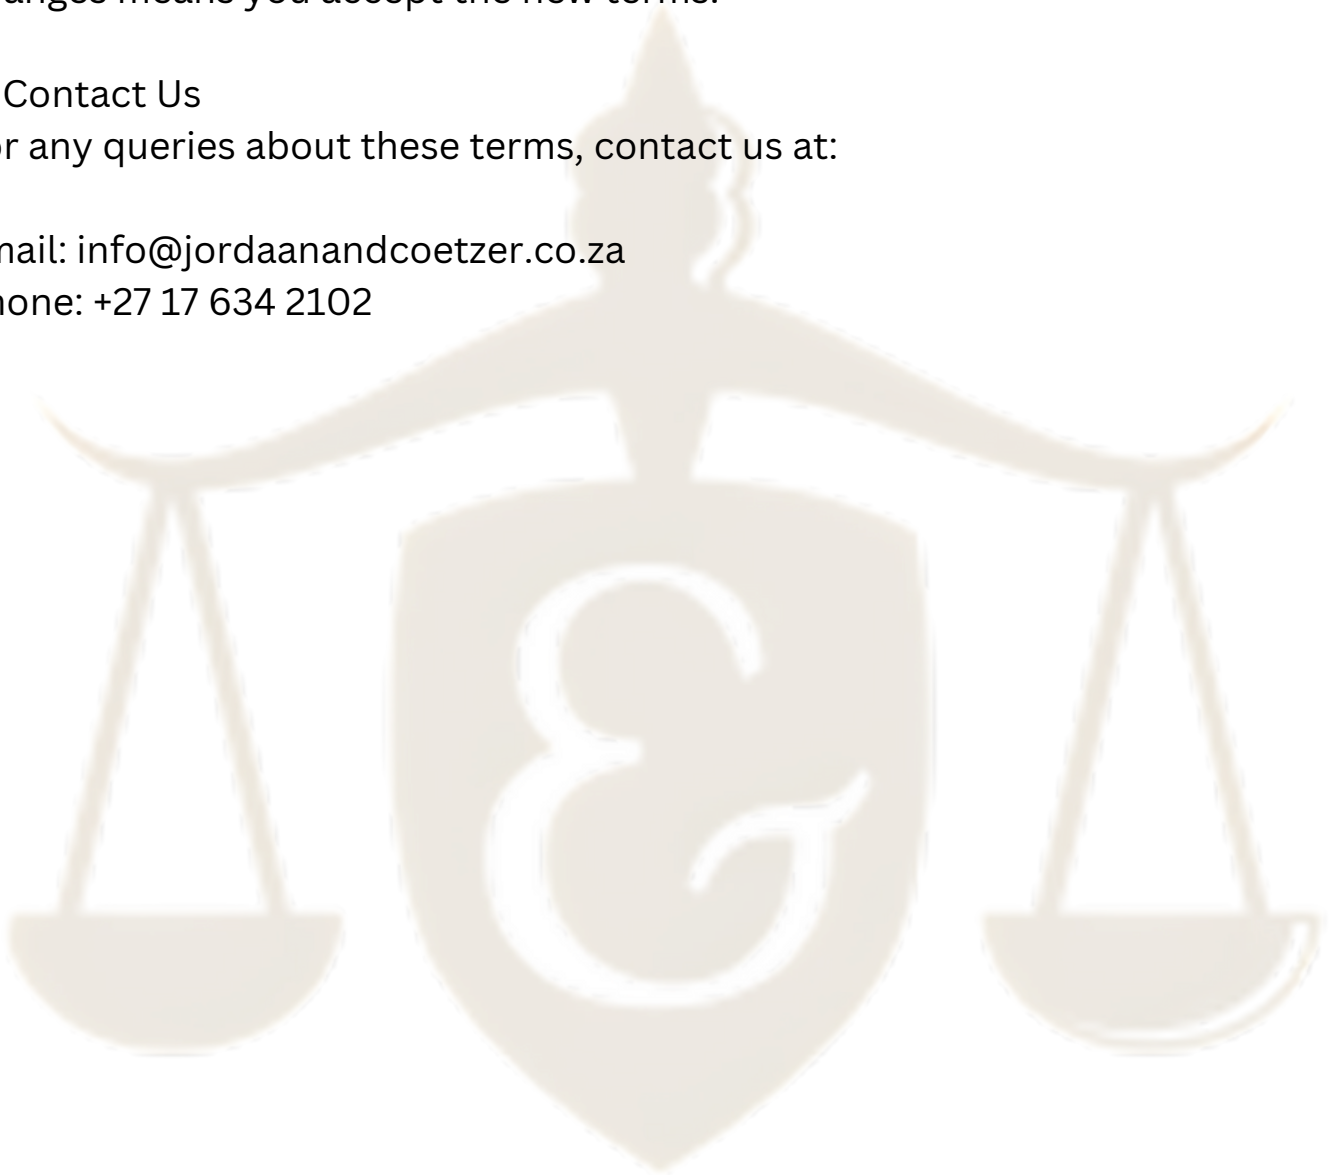 anges means you accept the new terms.
Contact Us
or any queries about these terms, contact us at:
mail: info@jordaanandcoetzer.co.za
hone: +27 17 634 2102
&